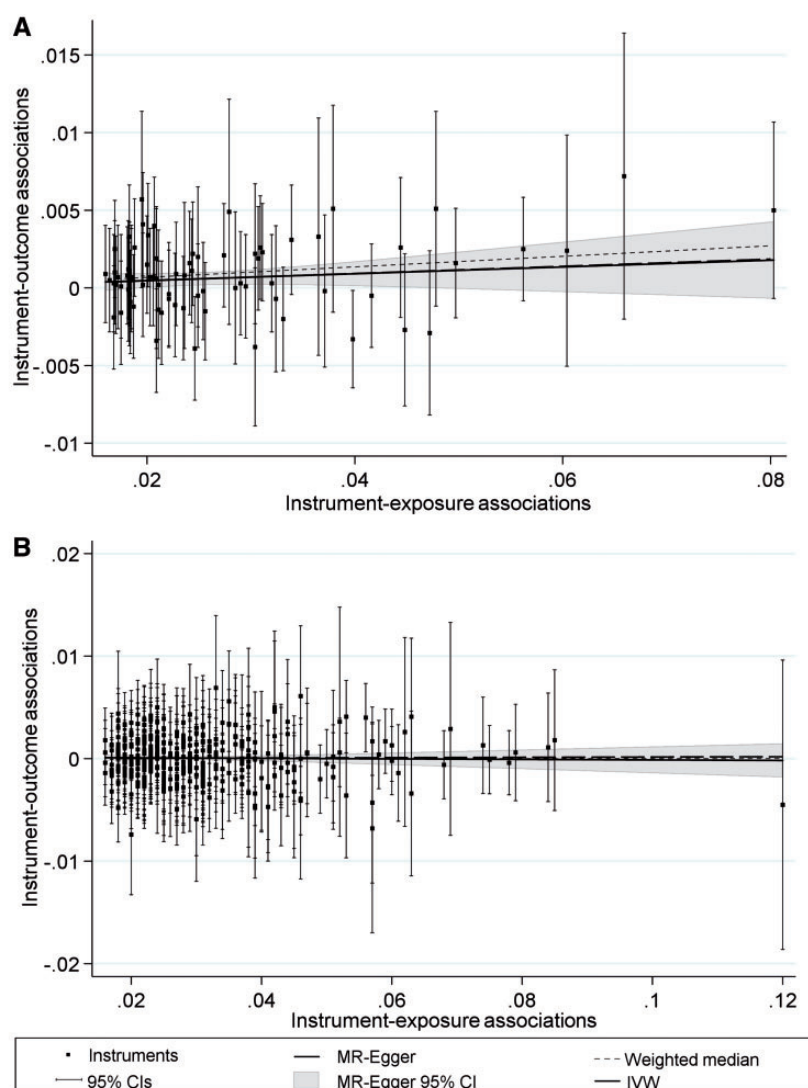 A
.015
.01
.005
0
-.005
-.01
Instrument-outcome associations
.02 .04 .06 .08
Instrument-exposure associations
B
.02
.01
0
-.01
-.02
Instrument-outcome associations
.02 .04 .06 .08 .1 .12
Instrument-exposure associations
Instruments MR-Egger Weighted median
95% CIs MR-Egger 95% CI IVW